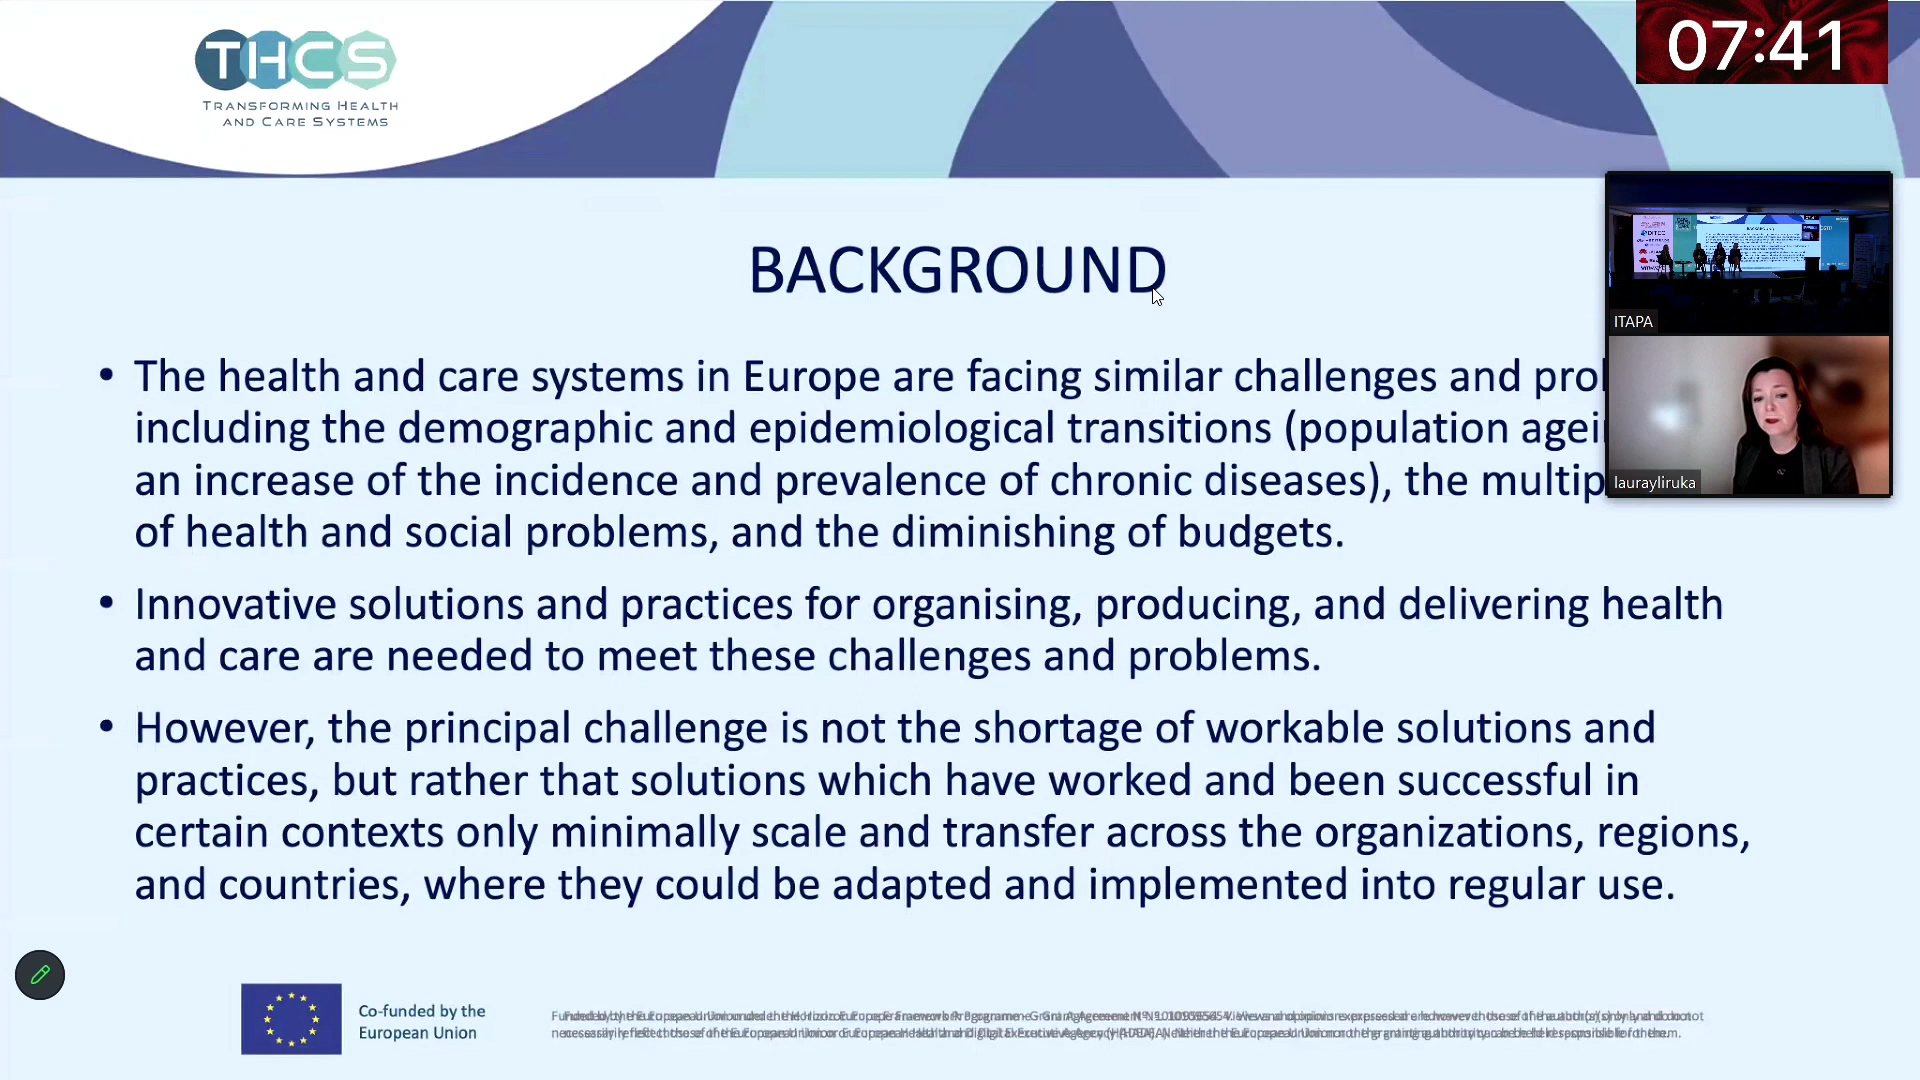 THCS
TRANSFORMING HEALTH
AND CARE SYSTEMS
07:41
BACKGROUND
• The health and care systems in Europe are facing similar challenges and
including the demographic and epidemiological transitions (population
an increase of the incidence and prevalence of chronic diseases), the
of health and social problems, and the diminishing of budgets.
• Innovative solutions and practices for organising, producing, and delivering health
and care are needed to meet these challenges and problems.
• However, the principal challenge is not the shortage of workable solutions and
practices, but rather that solutions which have worked and been successful in
certain contexts only minimally scale and transfer across the organizations, regions,
and countries, where they could be adapted and implemented into regular use.
ITAPA
laurayliruka
Co-funded by the
European Union